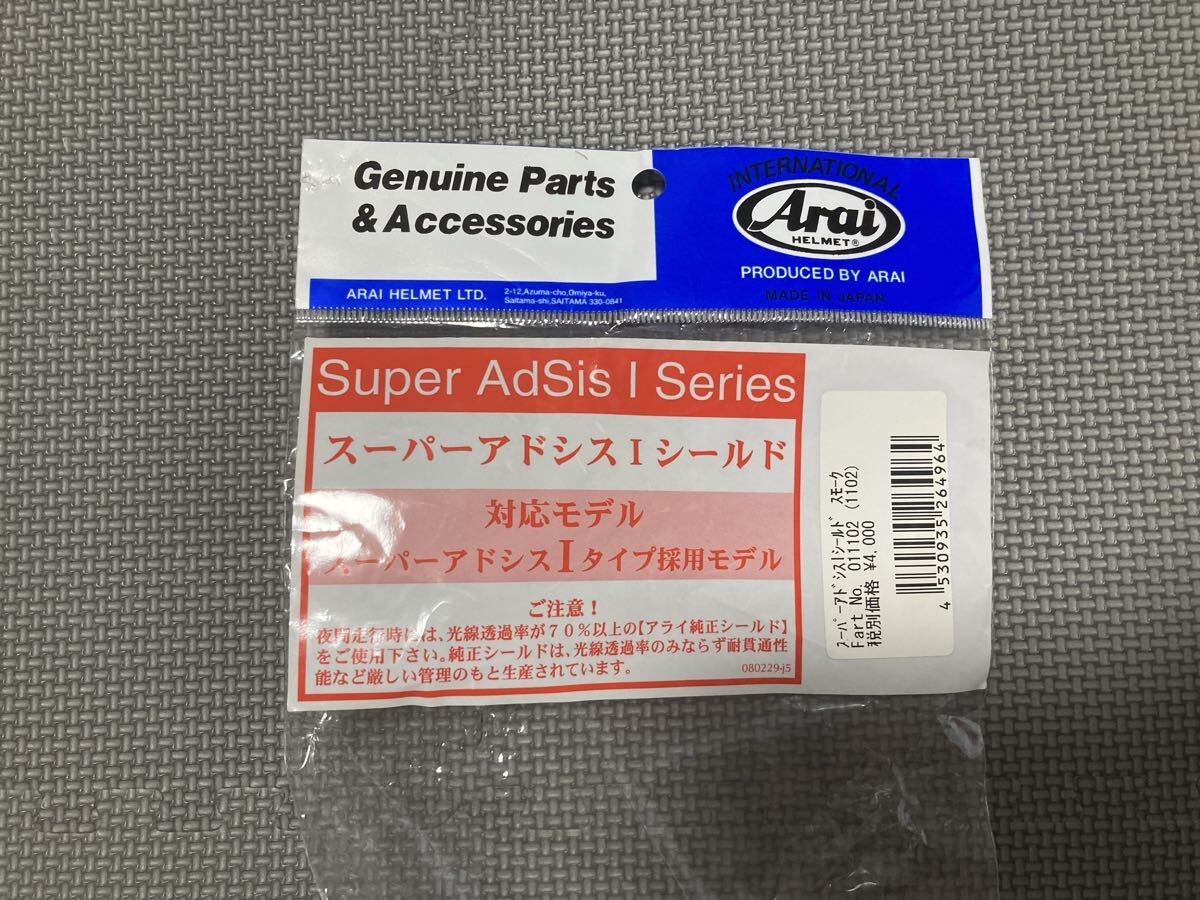 Genuine Parts
& Accessories
ARAI HELMET LTD.
2-12,Azuma-cho,Omiya-ku,
Saitama-shi,SAITAMA 330-0841
INTERNATIONAL
Arai
HELMET®
PRODUCED BY ARAI
MADE IN JAPAN
Super AdSis I Series
スーパーアドシスIシールド
対応モデル
スーパーアドシスIタイプ採用モデル
ご注意！
夜間走行時には、光線透過率が70%以上の【アライ純正シールド】
をご使用下さい。純正シールドは、光線透過率のみならず耐貫通性
能など厳しい管理のもと生産されています。
080229-j5
ｽｰﾊﾟｰｱﾄﾞｼｽIｼｰﾙﾄﾞ ｽﾓｰｸ
Fart No. 011102 (1102)
税別価格 ¥4,000
4 530935 264964